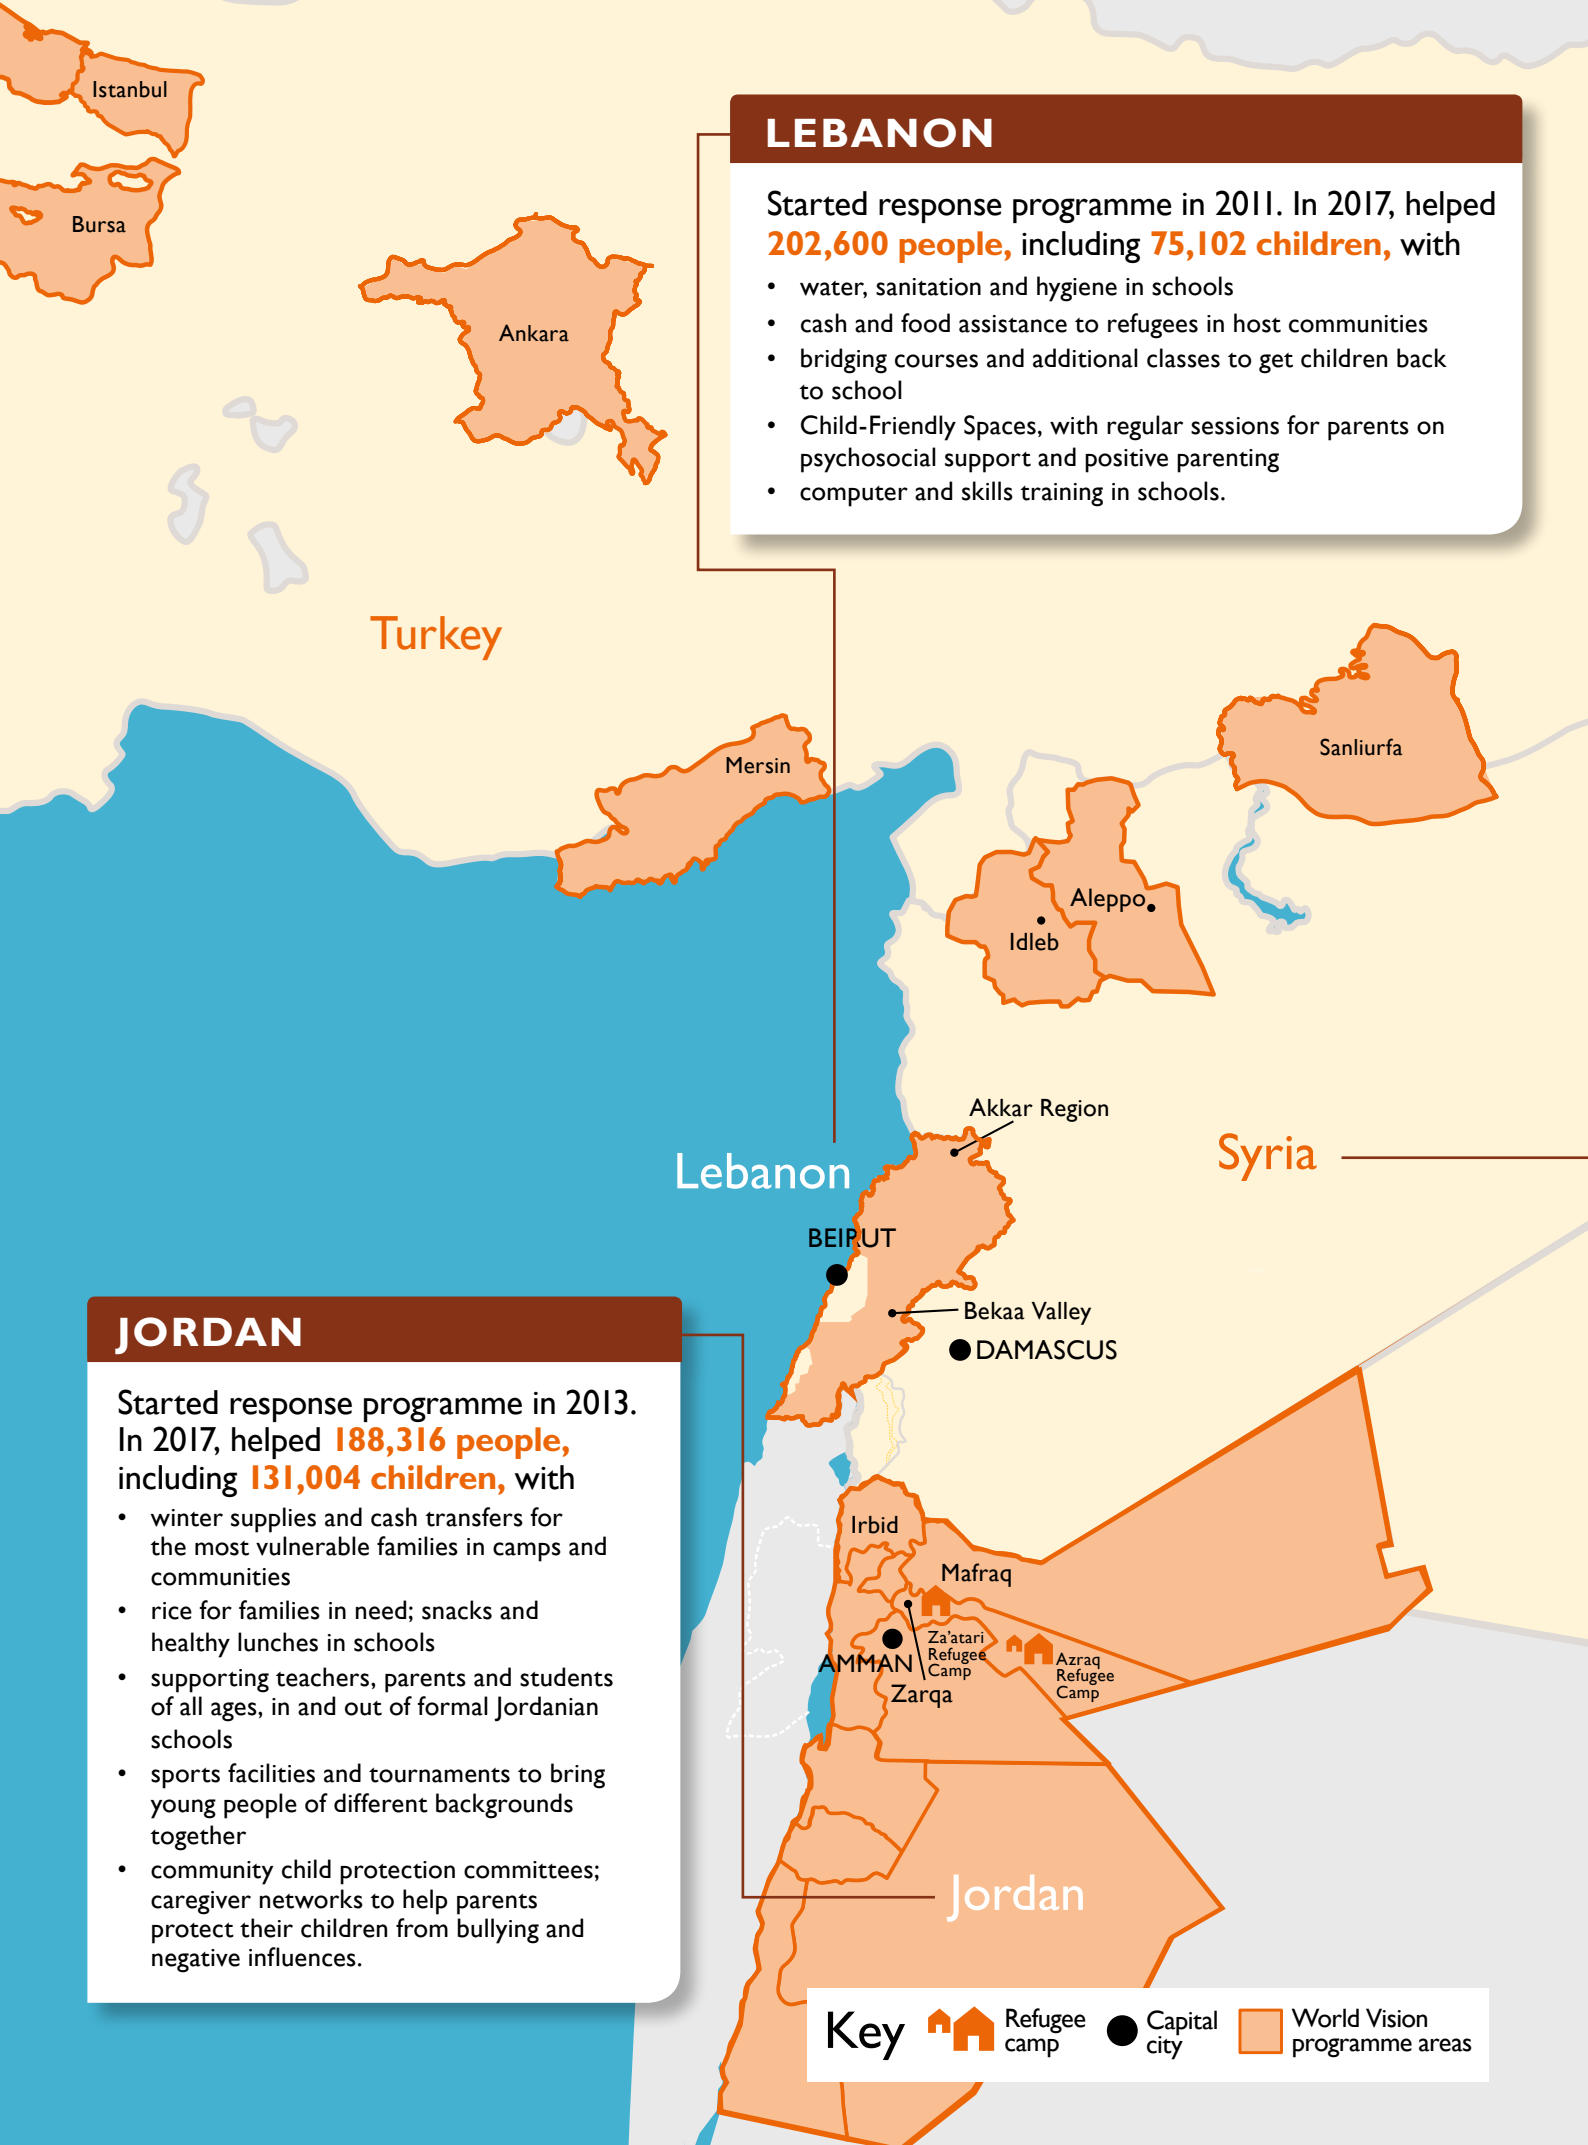 Istanbul
Bursa
Ankara
LEBANON
Started response programme in 2011. In 2017, helped
202,600 people, including 75,102 children, with
• water, sanitation and hygiene in schools
• cash and food assistance to refugees in host communities
• bridging courses and additional classes to get children back
to school
• Child-Friendly Spaces, with regular sessions for parents on
psychosocial support and positive parenting
• computer and skills training in schools.
Turkey
Mersin
Sanliurfa
Aleppo
Idleb
Akkar Region
Syria
Lebanon
BEIRUT
Bekaa Valley
DAMASCUS
JORDAN
Started response programme in 2013.
In 2017, helped 188,316 people,
including 131,004 children, with
• winter supplies and cash transfers for
the most vulnerable families in camps and
communities
• rice for families in need; snacks and
healthy lunches in schools
• supporting teachers, parents and students
of all ages, in and out of formal Jordanian
schools
• sports facilities and tournaments to bring
young people of different backgrounds
together
• community child protection committees;
caregiver networks to help parents
protect their children from bullying and
negative influences.
Irbid
Mafraq
Za'atari
Refugee
Camp
AMMAN
Zarqa
Azraq
Refugee
Camp
Jordan
Key
Refugee
camp
Capital
city
World Vision
programme areas